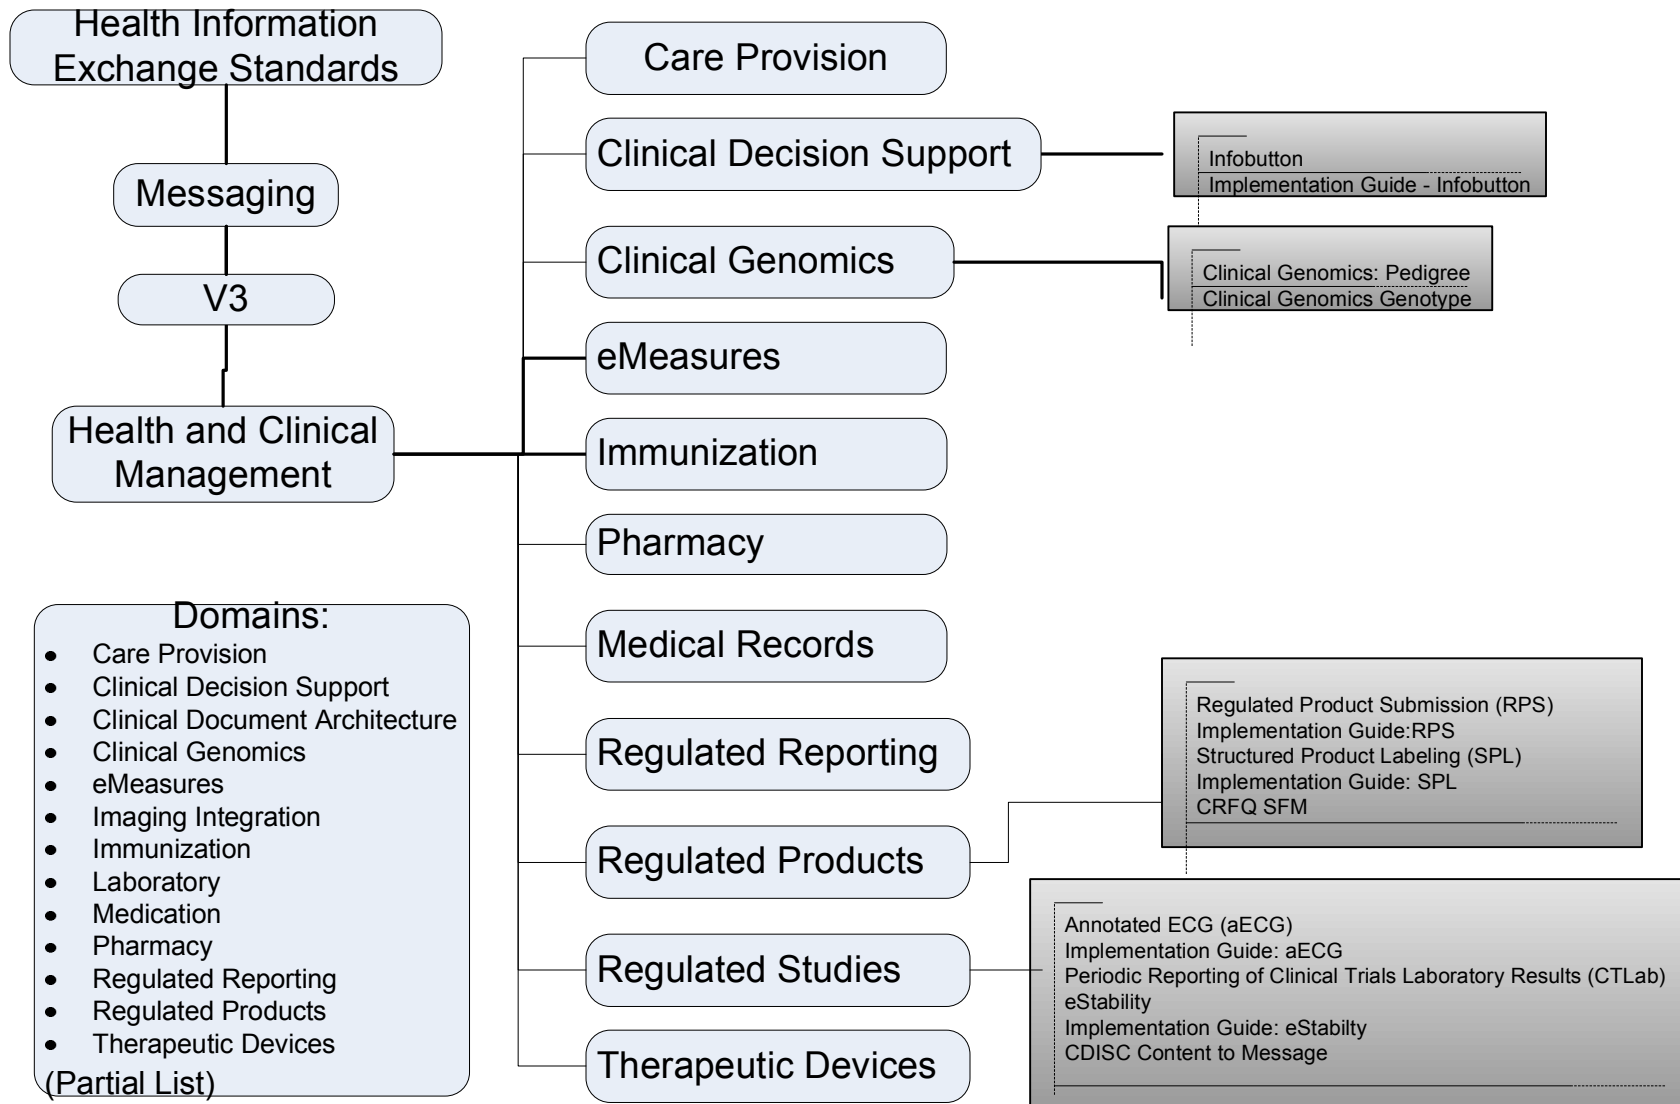 Health Information
Exchange Standards
Messaging
V3
Health and Clinical
Management
Domains:
• Care Provision
• Clinical Decision Support
• Clinical Document Architecture
• Clinical Genomics
• eMeasures
• Imaging Integration
• Immunization
• Laboratory
• Medication
• Pharmacy
• Regulated Reporting
• Regulated Products
• Therapeutic Devices
(Partial List)
Care Provision
Clinical Decision Support
Infobutton
Implementation Guide - Infobutton
Clinical Genomics
Clinical Genomics: Pedigree
Clinical Genomics Genotype
eMeasures
Immunization
Pharmacy
Medical Records
Regulated Reporting
Regulated Products
Regulated Product Submission (RPS)
Implementation Guide:RPS
Structured Product Labeling (SPL)
Implementation Guide: SPL
CRFQ SFM
Regulated Studies
Annotated ECG (aECG)
Implementation Guide: aECG
Periodic Reporting of Clinical Trials Laboratory Results (CTLab)
eStability
Implementation Guide: eStabilty
CDISC Content to Message
Therapeutic Devices